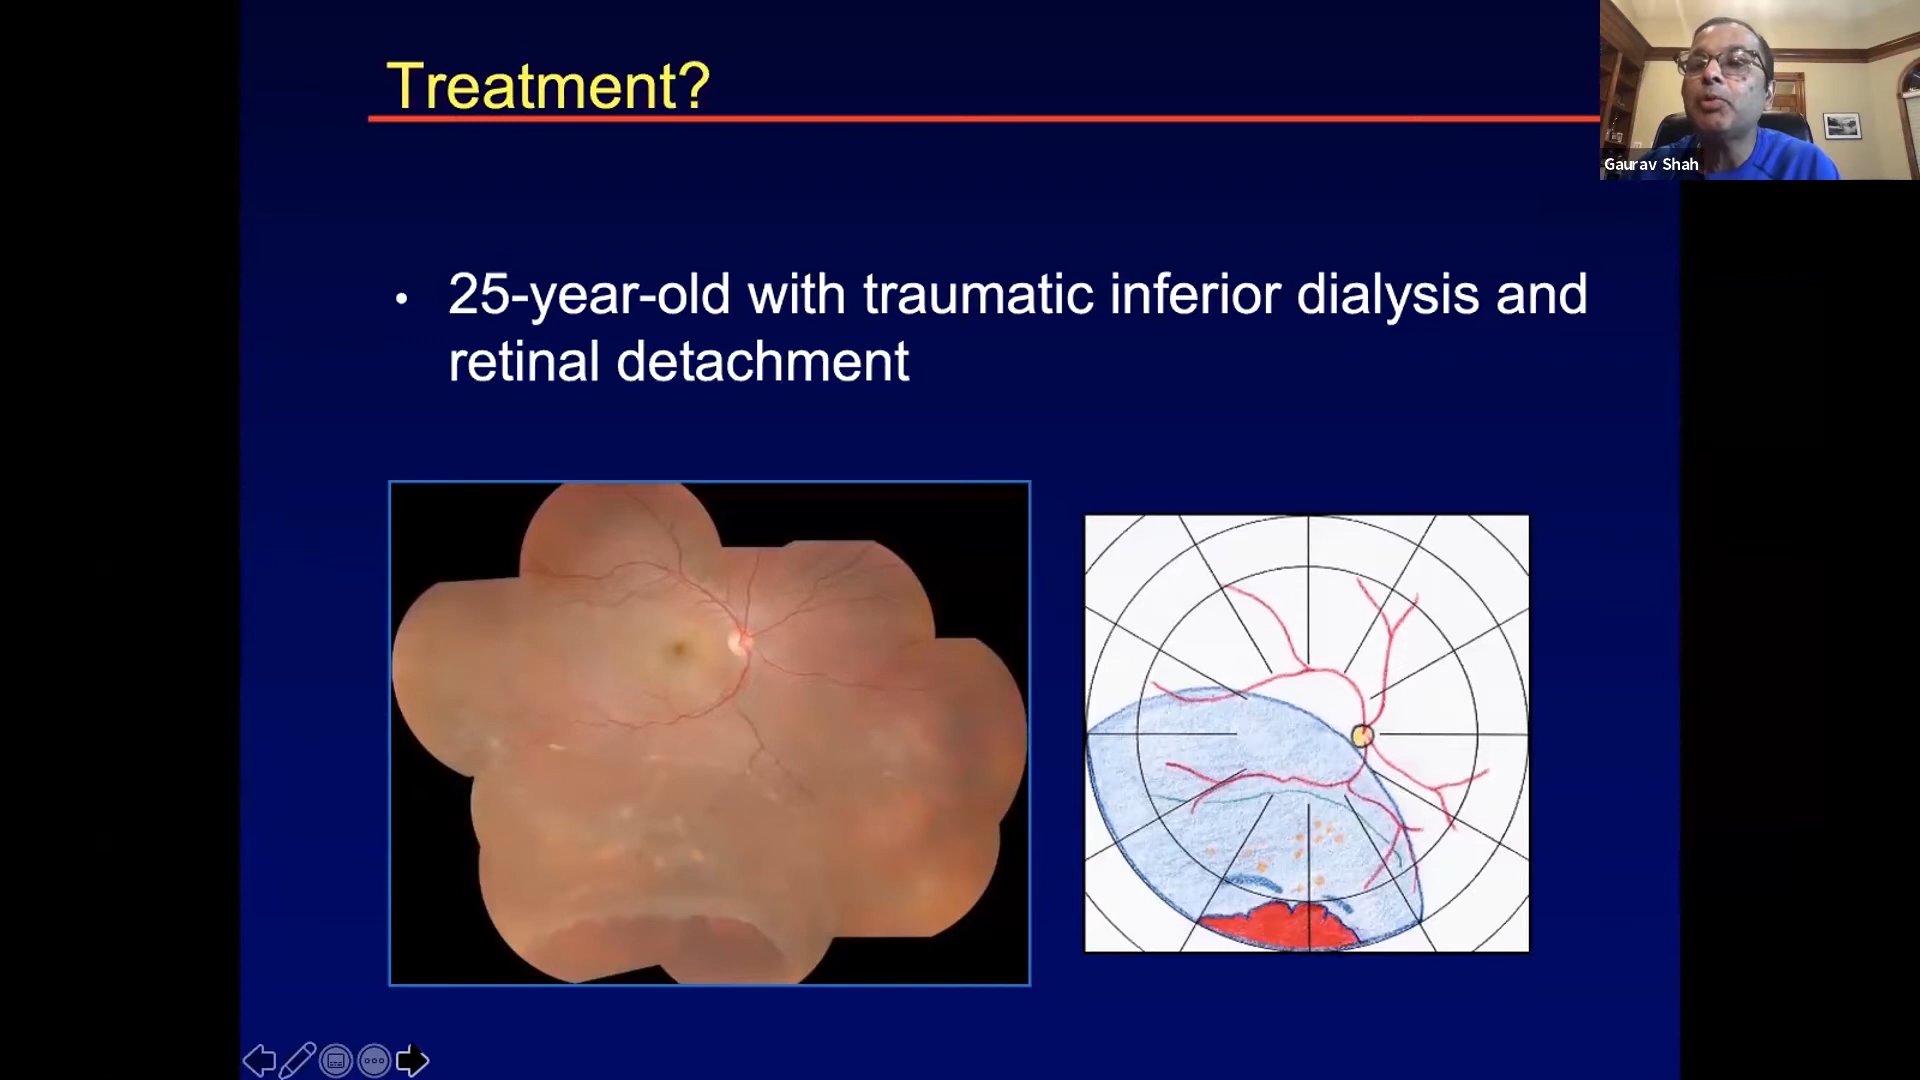 Treatment?
Gaurav Shah
• 25-year-old with traumatic inferior dialysis and
retinal detachment